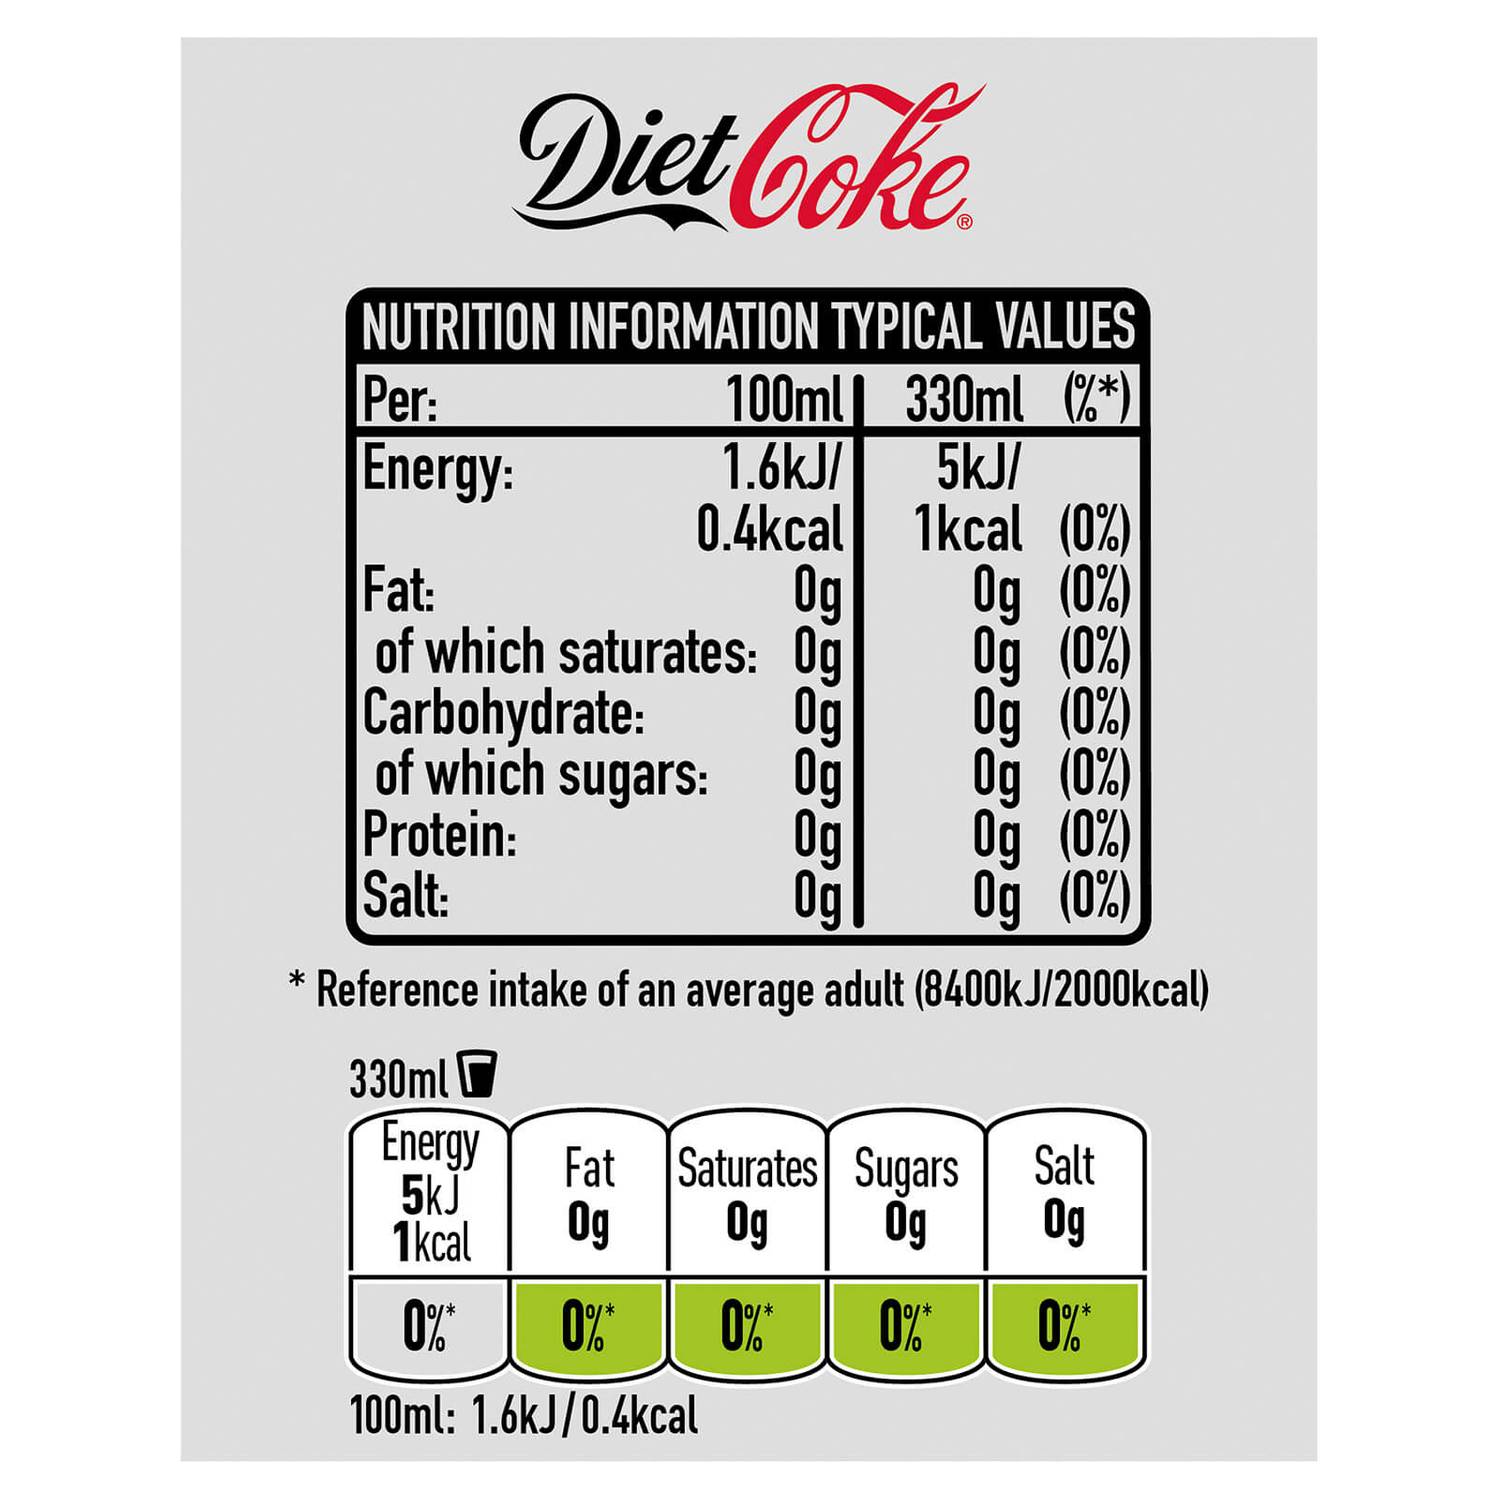 Diet Coke®
NUTRITION INFORMATION TYPICAL VALUES
Per: 100ml 330ml (%*)
Energy: 1.6kJ/ 5kJ/
0.4kcal 1kcal (0%)
Fat: 0g 0g (0%)
of which saturates: 0g 0g (0%)
Carbohydrate: 0g 0g (0%)
of which sugars: 0g 0g (0%)
Protein: 0g 0g (0%)
Salt: 0g 0g (0%)
* Reference intake of an average adult (8400kJ/2000kcal)
330ml
Energy
5kJ
1kcal
0%*
Fat
0g
0%*
Saturates
0g
0%*
Sugars
0g
0%*
Salt
0g
0%*
100ml: 1.6kJ/0.4kcal